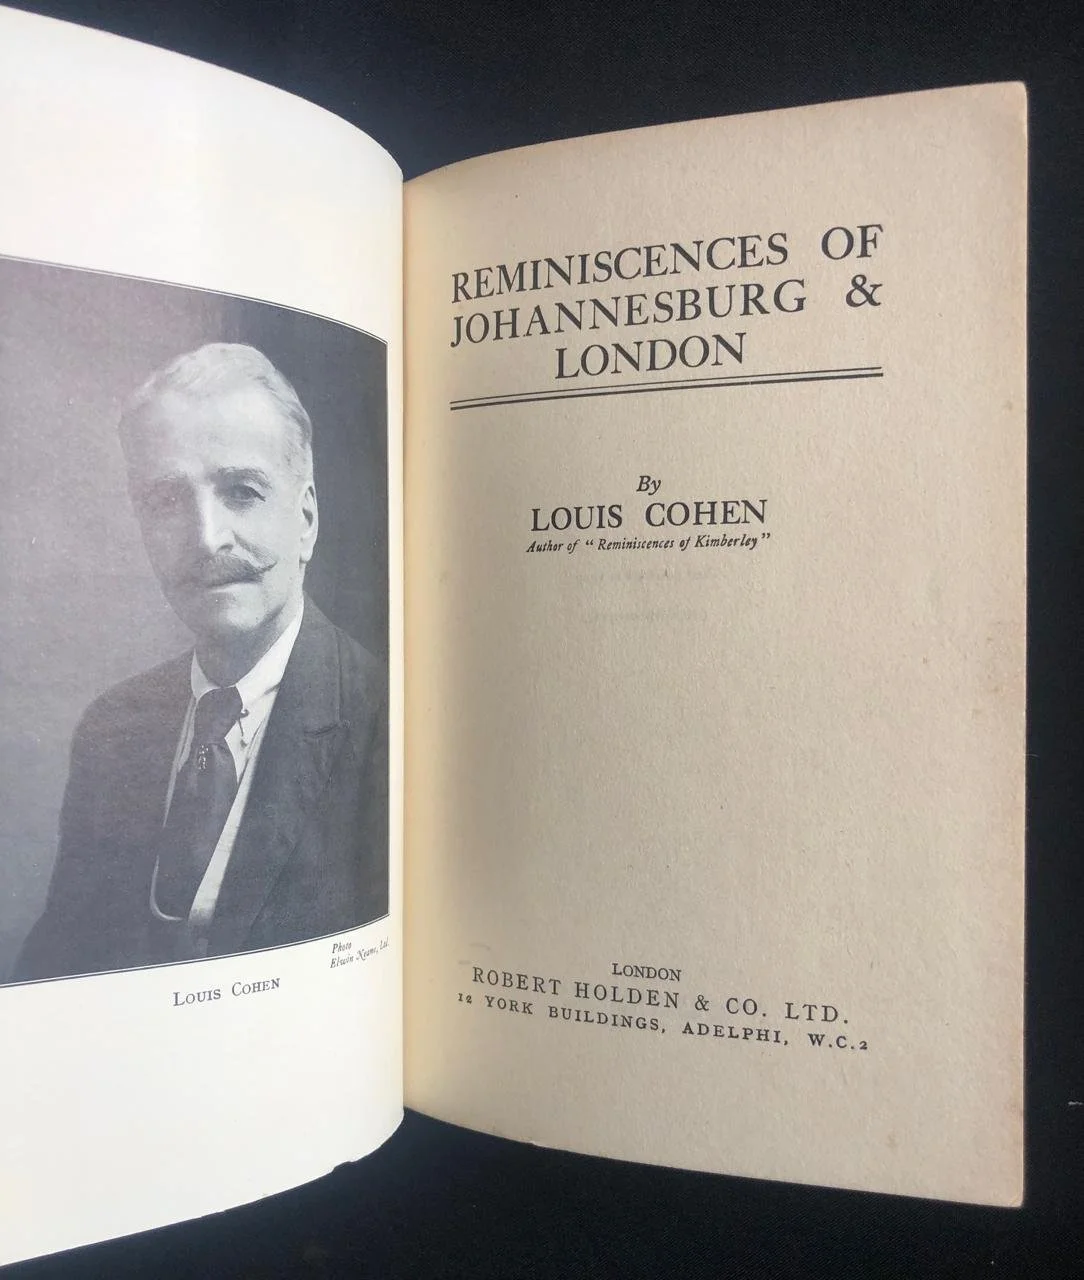 Photo
Elwin Neame, Ltd.
LOUIS COHEN
REMINISCENCES OF
JOHANNESBURG &
LONDON
By
LOUIS COHEN
Author of “Reminiscences of Kimberley”
LONDON
ROBERT HOLDEN & CO. LTD.
12 YORK BUILDINGS, ADELPHI, W.C.2